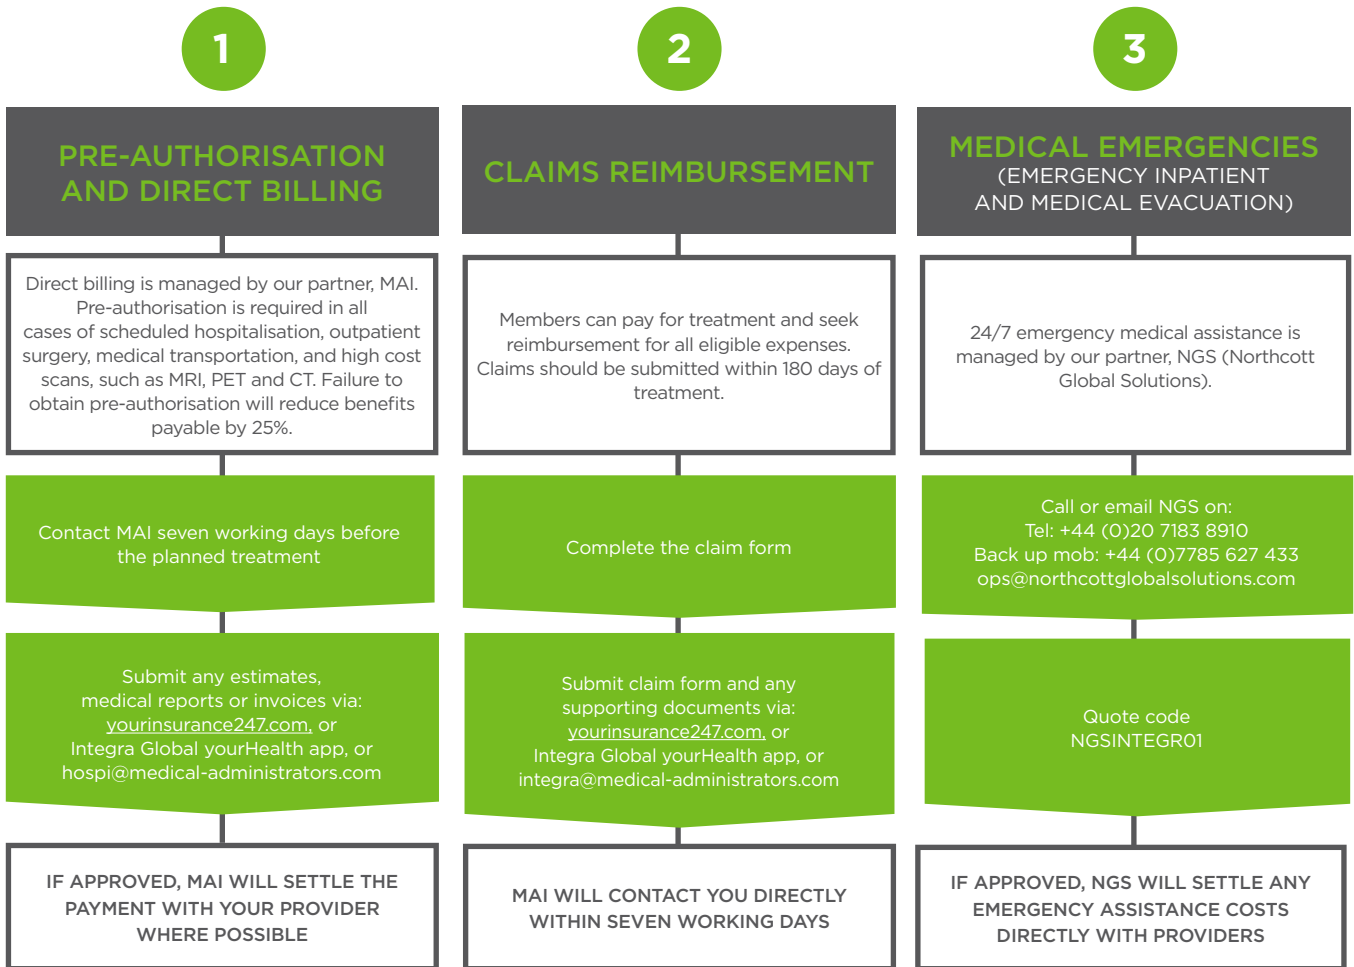 1
PRE-AUTHORISATION
AND DIRECT BILLING
Direct billing is managed by our partner, MAI.
Pre-authorisation is required in all
cases of scheduled hospitalisation, outpatient
surgery, medical transportation, and high cost
scans, such as MRI, PET and CT. Failure to
obtain pre-authorisation will reduce benefits
payable by 25%.
Contact MAI seven working days before
the planned treatment
Submit any estimates,
medical reports or invoices via:
yourinsurance247.com, or
Integra Global yourHealth app, or
hospi@medical-administrators.com
IF APPROVED, MAI WILL SETTLE THE
PAYMENT WITH YOUR PROVIDER
WHERE POSSIBLE
2
CLAIMS REIMBURSEMENT
Members can pay for treatment and seek
reimbursement for all eligible expenses.
Claims should be submitted within 180 days of
treatment.
Complete the claim form
Submit claim form and any
supporting documents via:
yourinsurance247.com, or
Integra Global yourHealth app, or
integra@medical-administrators.com
MAI WILL CONTACT YOU DIRECTLY
WITHIN SEVEN WORKING DAYS
3
MEDICAL EMERGENCIES
(EMERGENCY INPATIENT
AND MEDICAL EVACUATION)
24/7 emergency medical assistance is
managed by our partner, NGS (Northcott
Global Solutions).
Call or email NGS on:
Tel: +44 (0)20 7183 8910
Back up mob: +44 (0)7785 627 433
ops@northcottglobalsolutions.com
Quote code
NGSINTEGR01
IF APPROVED, NGS WILL SETTLE ANY
EMERGENCY ASSISTANCE COSTS
DIRECTLY WITH PROVIDERS